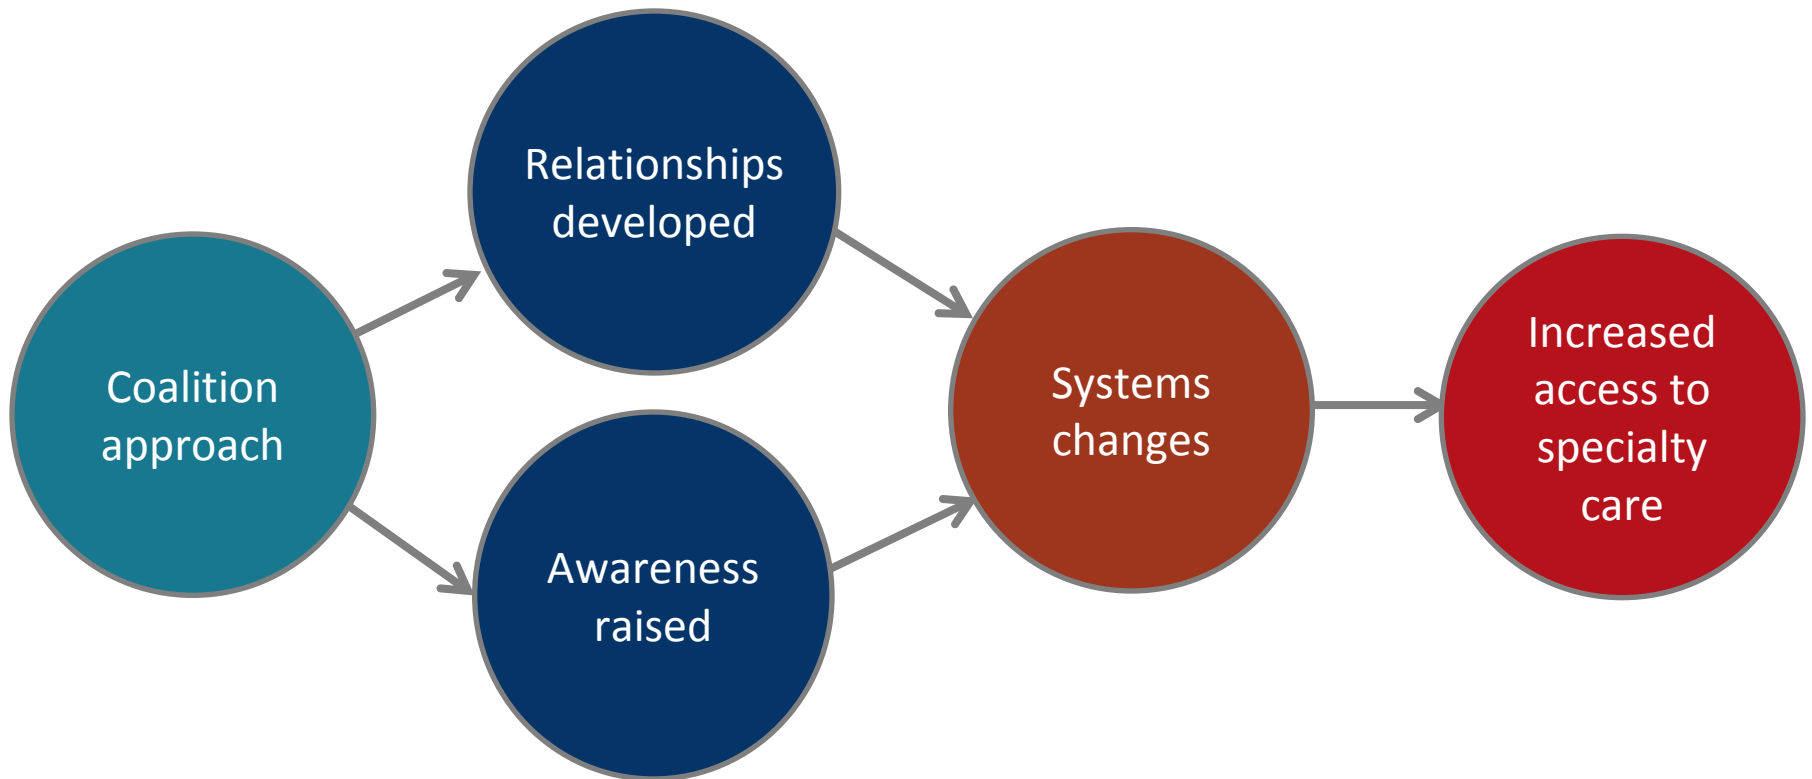 Relationships
developed
Coalition
approach
Systems
changes
Increased
access to
specialty
care
Awareness
raised